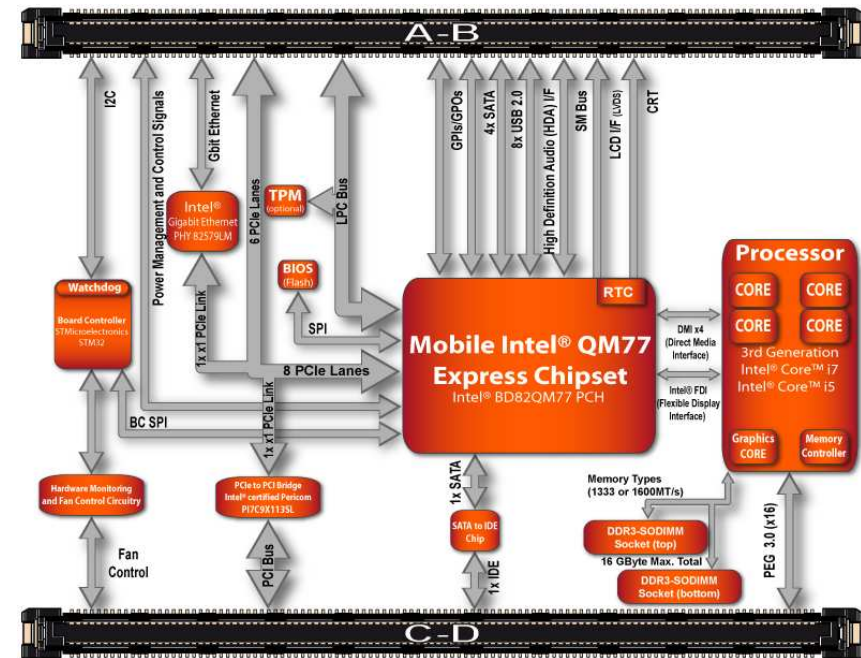 A-B
I2C
Power Management and Control Signals
Gbit Ethernet
6 PCIe Lanes
LPC Bus
GPIs/GPOs
4x SATA
8x USB 2.0
High Definition Audio (HDA) I/F
SM Bus
LCD I/F (LVDS)
CRT
Intel®
Gigabit Ethernet
PHY 82579LM
TPM
(optional)
BIOS
(Flash)
SPI
Watchdog
Board Controller
STMicroelectronics
STM32
1x x1 PCIe Link
8 PCIe Lanes
1x x1 PCIe Link
BC SPI
RTC
Mobile Intel® QM77
Express Chipset
Intel® BD82QM77 PCH
DMI x4
(Direct Media
Interface)
Intel® FDI
(Flexible Display
Interface)
Processor
CORE
CORE
CORE
CORE
3rd Generation
Intel® Core™ i7
Intel® Core™ i5
Graphics
CORE
Memory
Controller
Hardware Monitoring
and Fan Control Circuitry
PCIe to PCI Bridge
Intel® certified Pericom
PI7C9X113SL
1x SATA
SATA to IDE
Chip
Memory Types
(1333 or 1600MT/s)
DDR3-SODIMM
Socket (top)
16 GByte Max. Total
DDR3-SODIMM
Socket (bottom)
PEG 3.0 (x16)
Fan
Control
PCI Bus
1x IDE
C-D